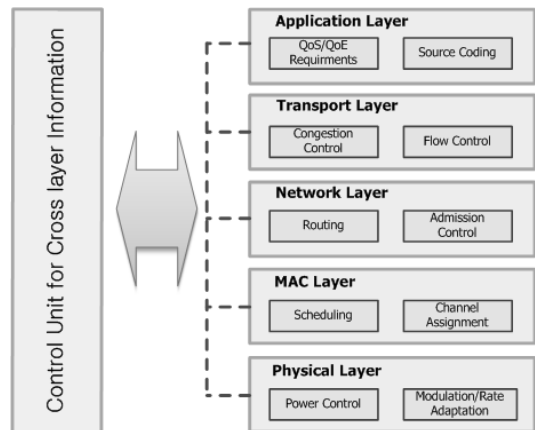 Control Unit for Cross layer Information
Application Layer
QoS/QoE
Requirments
Source Coding
Transport Layer
Congestion
Control
Flow Control
Network Layer
Routing
Admission
Control
MAC Layer
Scheduling
Channel
Assignment
Physical Layer
Power Control
Modulation/Rate
Adaptation